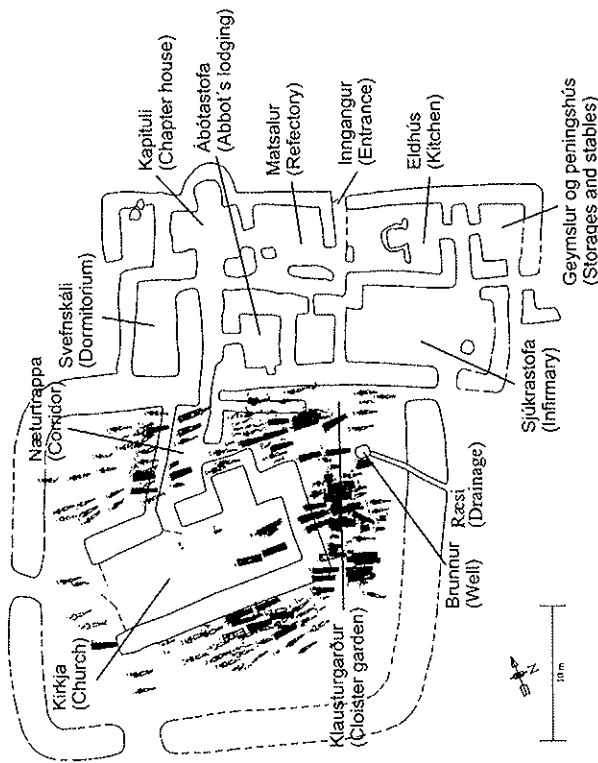 Kirkja
(Church)
Næturtrappa
(Corridor)
Svefnskáli
(Dormitorium)
Kapituli
(Chapter house)
Ábótastofa
(Abbot´s lodging)
Matsalur
(Refectory)
Inngangur
(Entrance)
Eldhús
(Kitchen)
Geymslur og peningshús
(Storages and stables)
Sjúkrastofa
(Infirmary)
Ræsi
(Drainage)
Brunnur
(Well)
Klausturgarður
(Cloister garden)
N
10 m